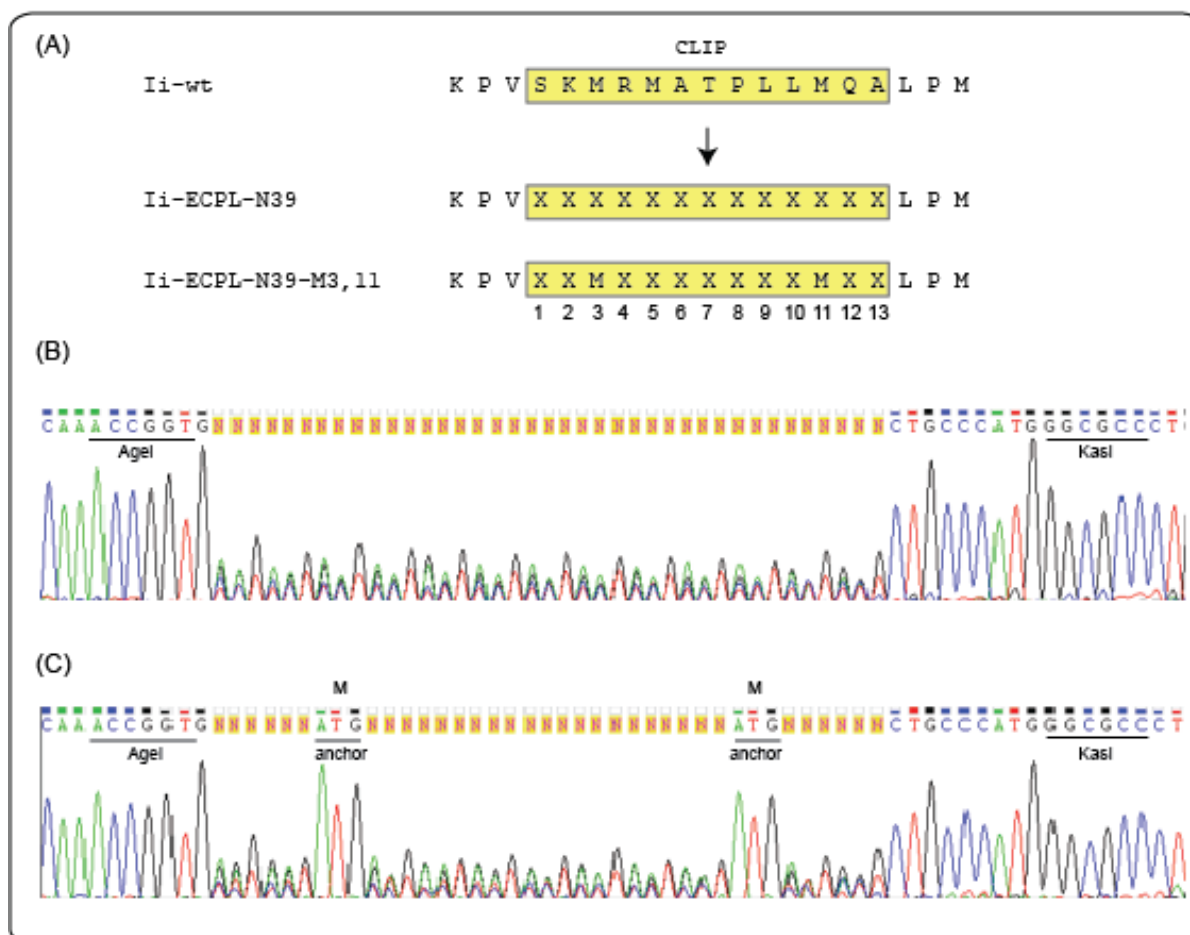 (A)
CLIP
Ii-wt K P V S K M R M A T P L L M Q A L P M
Ii-ECPL-N39 K P V X X X X X X X X X X X X X L P M
Ii-ECPL-N39-M3,11 K P V X X M X X X X X X X M X X L P M
1 2 3 4 5 6 7 8 9 10 11 12 13
(B)
C A A A C C G G T G N N N N N N N N N N N N N N N N N N N N N N N N N N N N N N N N N N N N N N N C T G C C C A T G G G C G C C C T
AgeI KasI
(C)
M M
C A A A C C G G T G N N N N N N A T G N N N N N N N N N N N N N N N N N N N N N A T G N N N N N N C T G C C C A T G G G C G C C C T
AgeI anchor anchor KasI